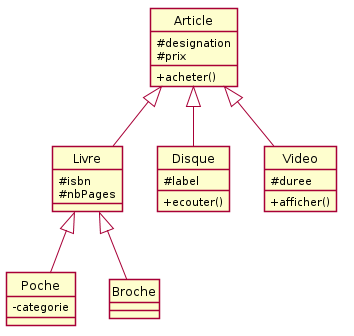 Article
#designation
#prix
+acheter()
Livre
#isbn
#nbPages
Disque
#label
+ecouter()
Video
#duree
+afficher()
Poche
-categorie
Broche